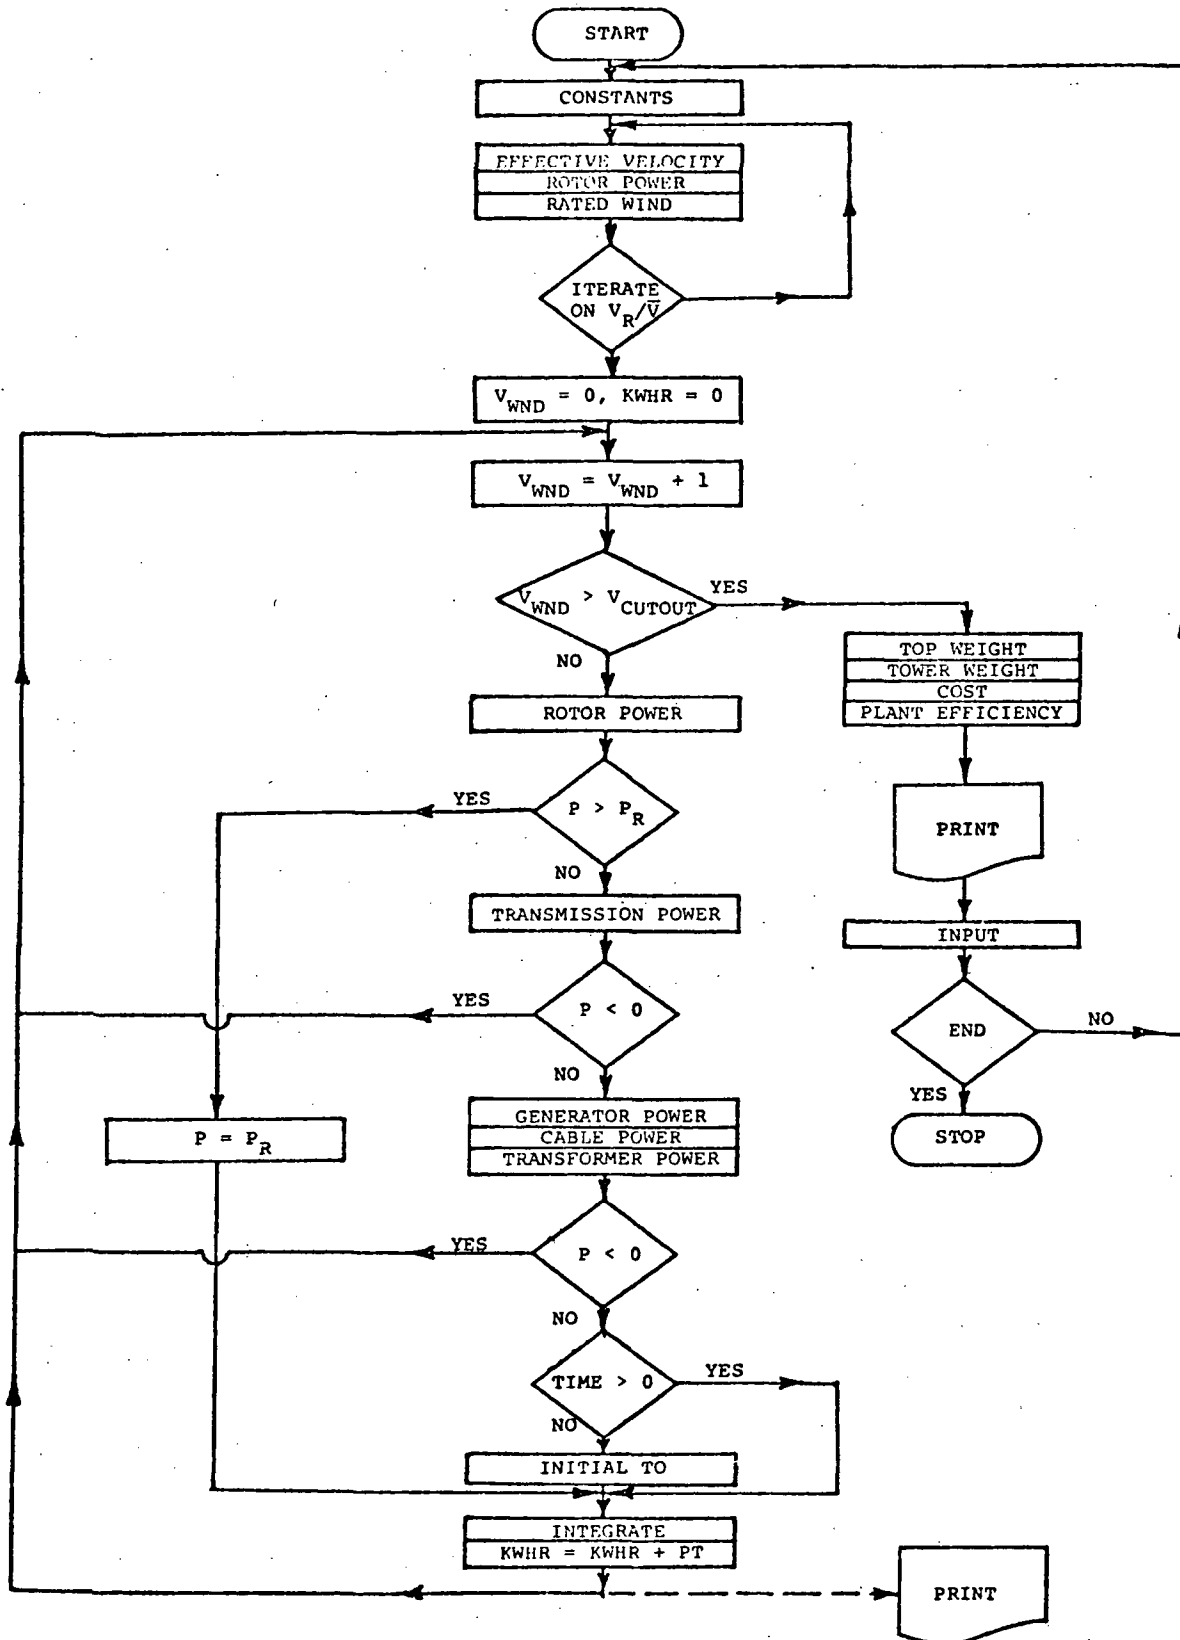 START
CONSTANTS
EFFECTIVE VELOCITY
ROTOR POWER
RATED WIND
ITERATE
ON V_R/V̅
V_WND = 0, KWHR = 0
V_WND = V_WND + 1
V_WND > V_CUTOUT
YES
NO
TOP WEIGHT
TOWER WEIGHT
COST
PLANT EFFICIENCY
PRINT
INPUT
END
NO
YES
STOP
ROTOR POWER
P > P_R
YES
NO
TRANSMISSION POWER
P < 0
YES
NO
P = P_R
GENERATOR POWER
CABLE POWER
TRANSFORMER POWER
P < 0
YES
NO
TIME > 0
YES
NO
INITIAL TO
INTEGRATE
KWHR = KWHR + PT
PRINT